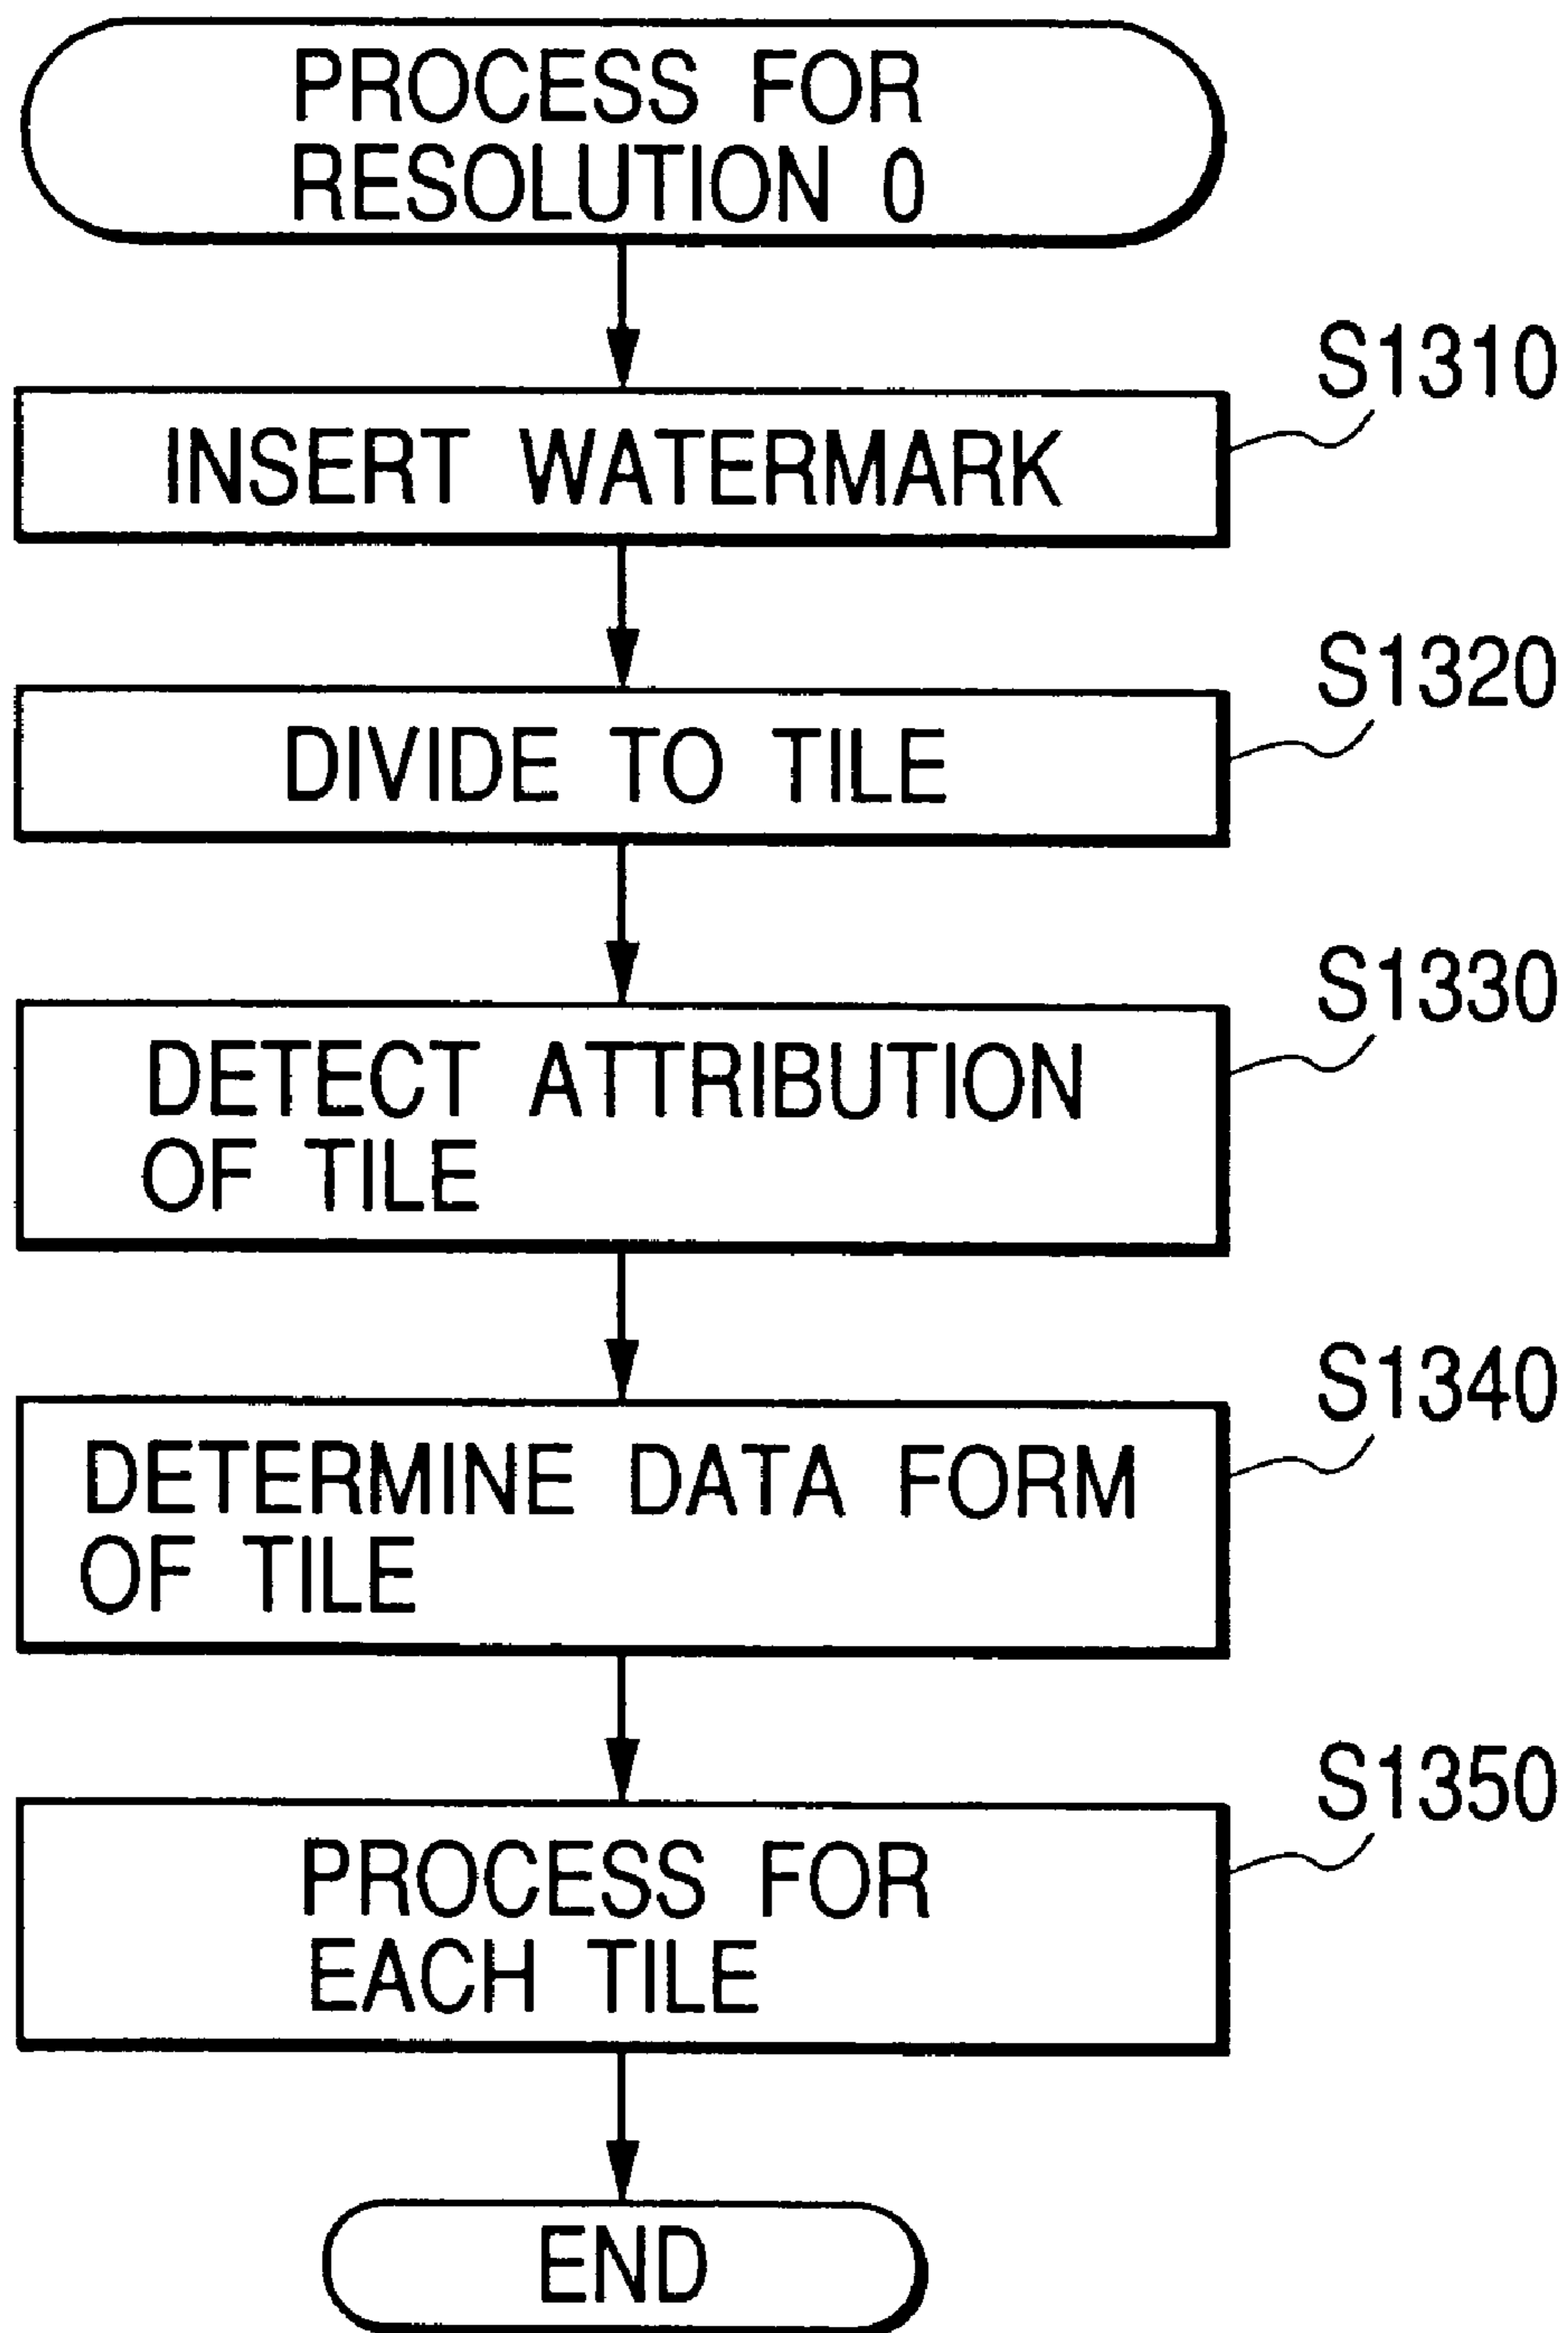 PROCESS FOR
RESOLUTION 0
S1310
INSERT WATERMARK
S1320
DIVIDE TO TILE
S1330
DETECT ATTRIBUTION
OF TILE
S1340
DETERMINE DATA FORM
OF TILE
S1350
PROCESS FOR
EACH TILE
END